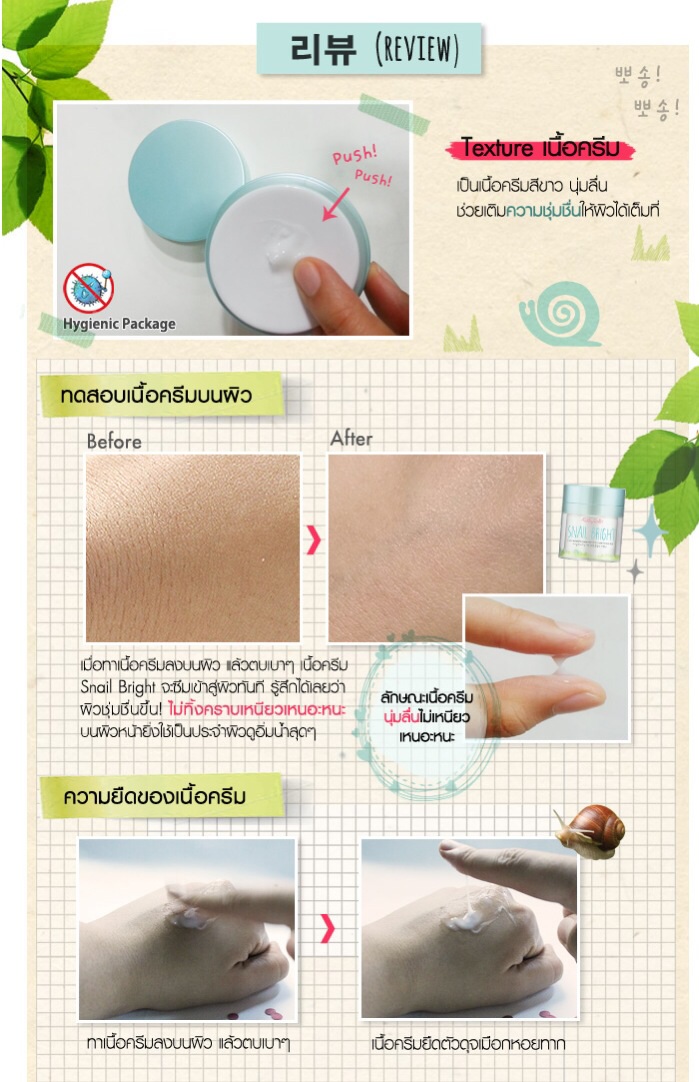 리뷰 (REVIEW)
뽀송!
뽀송!
Push!
Push!
Hygienic Package
Texture เนื้อครีม
เป็นเนื้อครีมสีขาว นุ่มลื่น
ช่วยเติมความชุ่มชื่นให้ผิวได้เต็มที่
ทดสอบเนื้อครีมบนผิว
Before
After
SNAIL BRIGHT
เมื่อทาเนื้อครีมลงบนผิว แล้วตบเบาๆ เนื้อครีม
Snail Bright จะซึมเข้าสู่ผิวทันที รู้สึกได้เลยว่า
ผิวชุ่มชื่นขึ้น! ไม่ทิ้งคราบเหนียวเหนอะหนะ
บนผิวหน้ายิ่งใช้เป็นประจำผิวดูอิ่มน้ำสุดๆ
ลักษณะเนื้อครีม
นุ่มลื่นไม่เหนียว
เหนอะหนะ
ความยืดของเนื้อครีม
ทาเนื้อครีมลงบนผิว แล้วตบเบาๆ
เนื้อครีมยืดตัวดุจเมือกหอยทาก